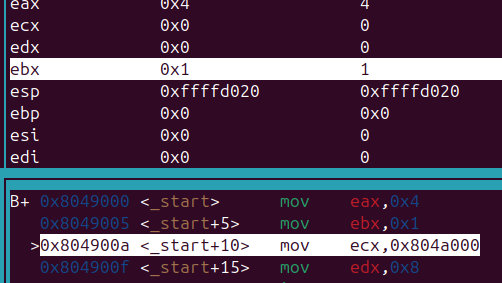 eax 0x4 4
ecx 0x0 0
edx 0x0 0
ebx 0x1 1
esp 0xffffd020 0xffffd020
ebp 0x0 0x0
esi 0x0 0
edi 0x0 0
B+ 0x8049000 <_start> mov eax,0x4
0x8049005 <_start+5> mov ebx,0x1
>0x804900a <_start+10> mov ecx,0x804a000
0x804900f <_start+15> mov edx,0x8